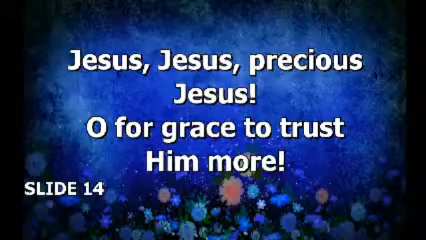 Jesus, Jesus, precious
Jesus!
O for grace to trust
Him more!
SLIDE 14